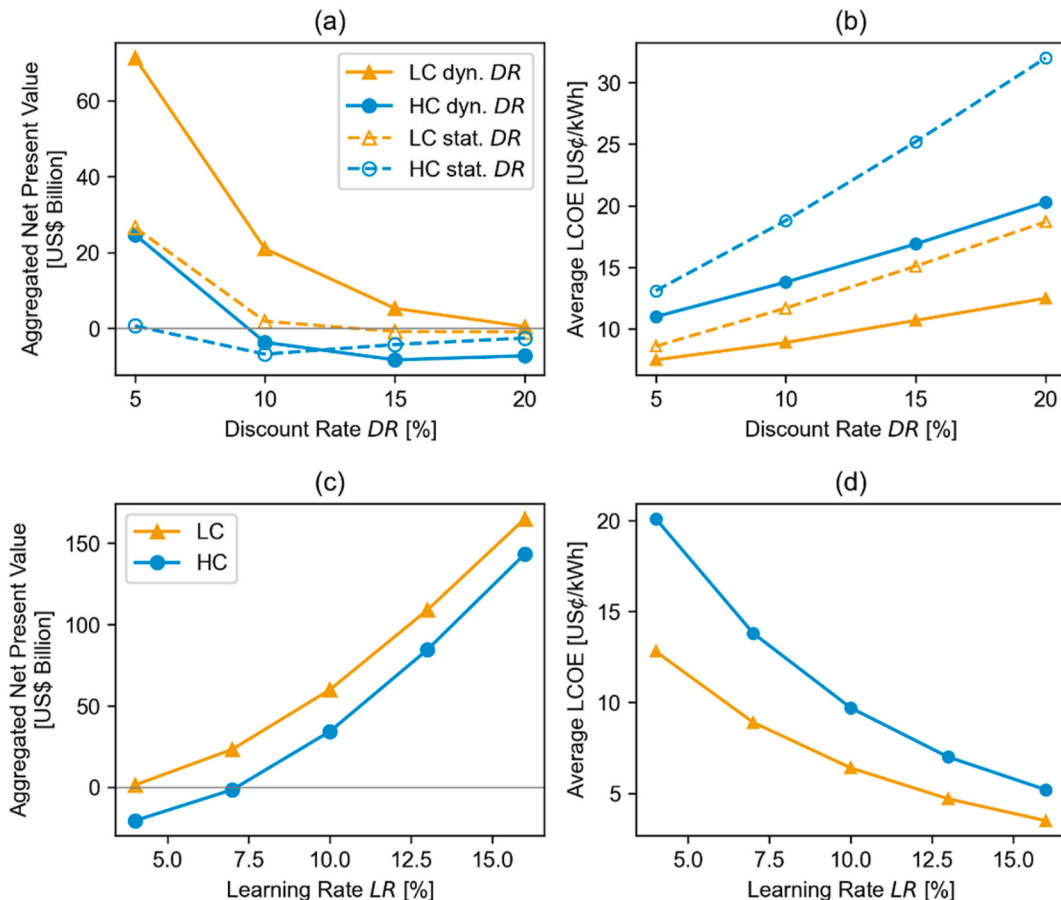 (a)
Aggregated Net Present Value
[US$ Billion]
60
40
20
0
LC dyn. DR
HC dyn. DR
LC stat. DR
HC stat. DR
5
10
15
20
Discount Rate DR [%]
(b)
Average LCOE [US¢/kWh]
30
25
20
15
10
5
10
15
20
Discount Rate DR [%]
(c)
Aggregated Net Present Value
[US$ Billion]
150
100
50
0
LC
HC
5.0
7.5
10.0
12.5
15.0
Learning Rate LR [%]
(d)
Average LCOE [US¢/kWh]
20
15
10
5
5.0
7.5
10.0
12.5
15.0
Learning Rate LR [%]